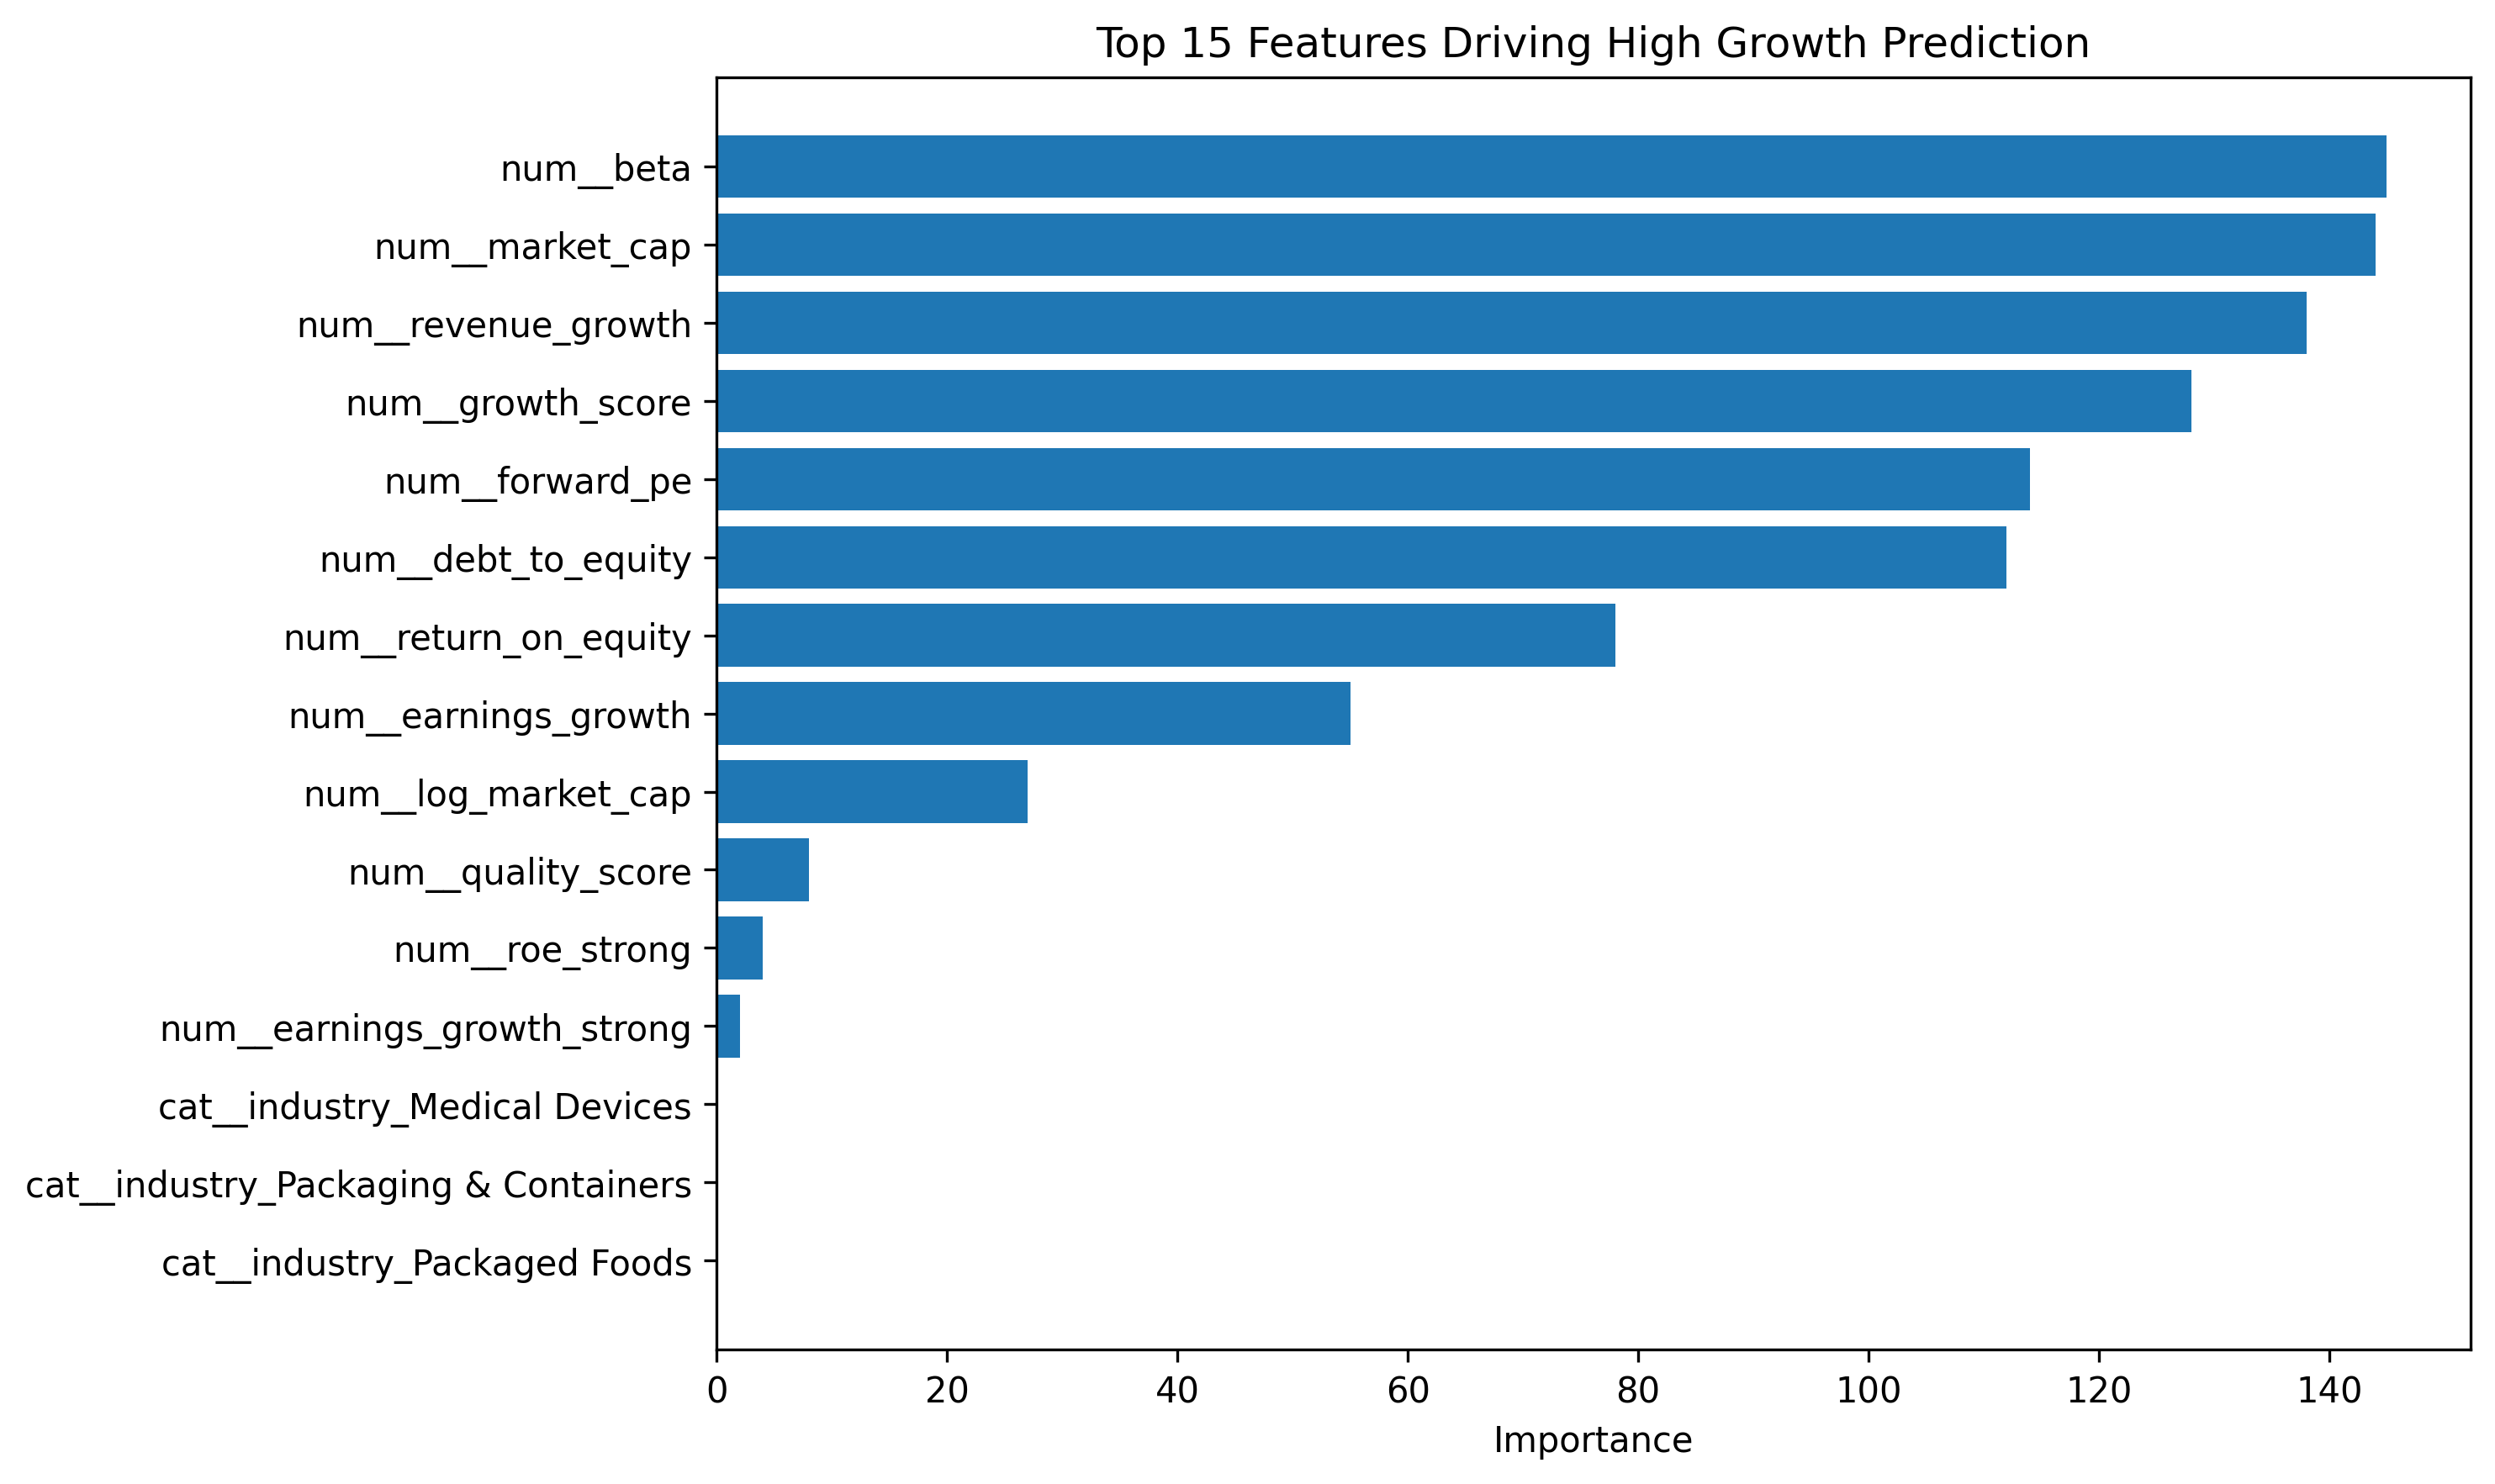 Top 15 Features Driving High Growth Prediction
num__beta
num__market_cap
num__revenue_growth
num__growth_score
num__forward_pe
num__debt_to_equity
num__return_on_equity
num__earnings_growth
num__log_market_cap
num__quality_score
num__roe_strong
num__earnings_growth_strong
cat__industry_Medical Devices
cat__industry_Packaging & Containers
cat__industry_Packaged Foods
0 20 40 60 80 100 120 140
Importance